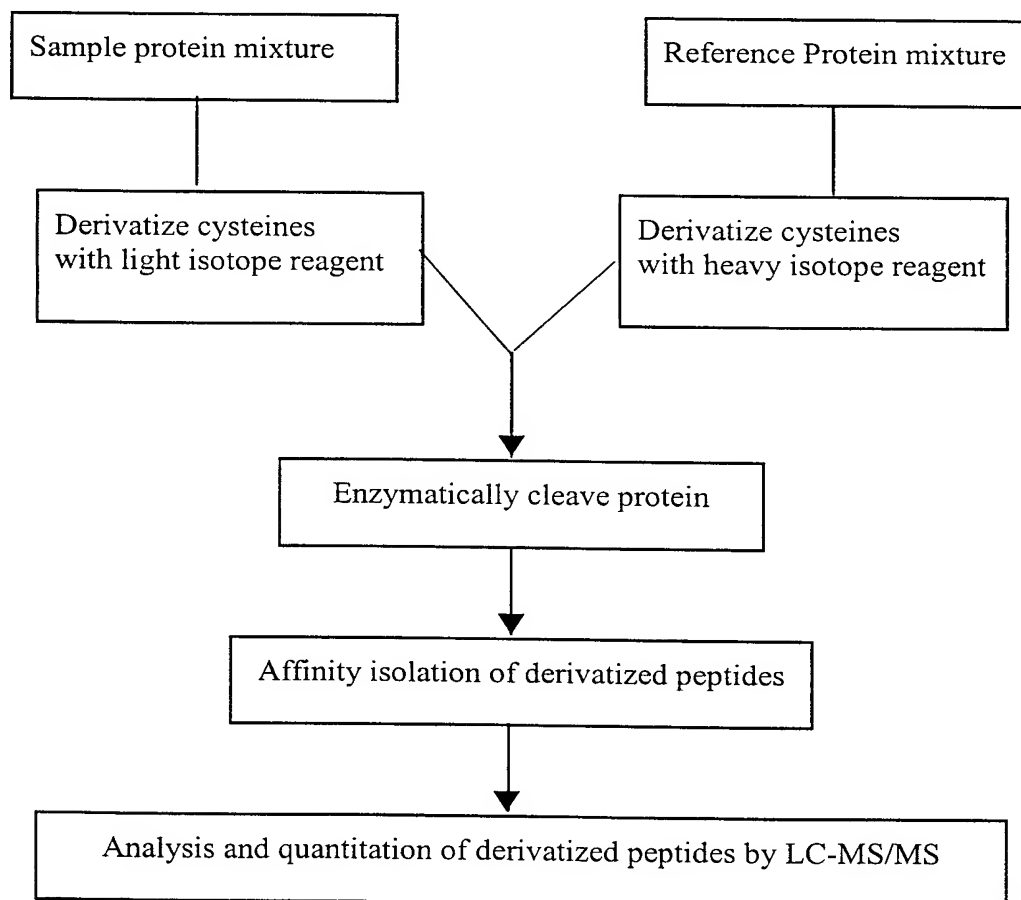 Sample protein mixture
Reference Protein mixture
Derivatize cysteines
with light isotope reagent
Derivatize cysteines
with heavy isotope reagent
Enzymatically cleave protein
Affinity isolation of derivatized peptides
Analysis and quantitation of derivatized peptides by LC-MS/MS